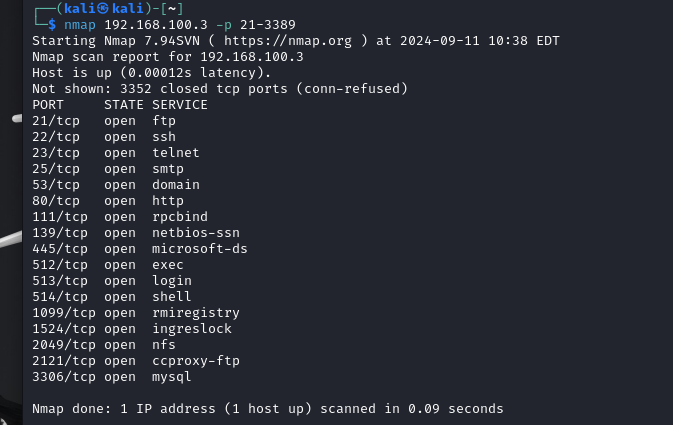 ┌──(kali㉿kali)-[~]
└─$ nmap 192.168.100.3 -p 21-3389
Starting Nmap 7.94SVN ( https://nmap.org ) at 2024-09-11 10:38 EDT
Nmap scan report for 192.168.100.3
Host is up (0.00012s latency).
Not shown: 3352 closed tcp ports (conn-refused)
PORT     STATE SERVICE
21/tcp   open  ftp
22/tcp   open  ssh
23/tcp   open  telnet
25/tcp   open  smtp
53/tcp   open  domain
80/tcp   open  http
111/tcp  open  rpcbind
139/tcp  open  netbios-ssn
445/tcp  open  microsoft-ds
512/tcp  open  exec
513/tcp  open  login
514/tcp  open  shell
1099/tcp open  rmiregistry
1524/tcp open  ingreslock
2049/tcp open  nfs
2121/tcp open  ccproxy-ftp
3306/tcp open  mysql
Nmap done: 1 IP address (1 host up) scanned in 0.09 seconds